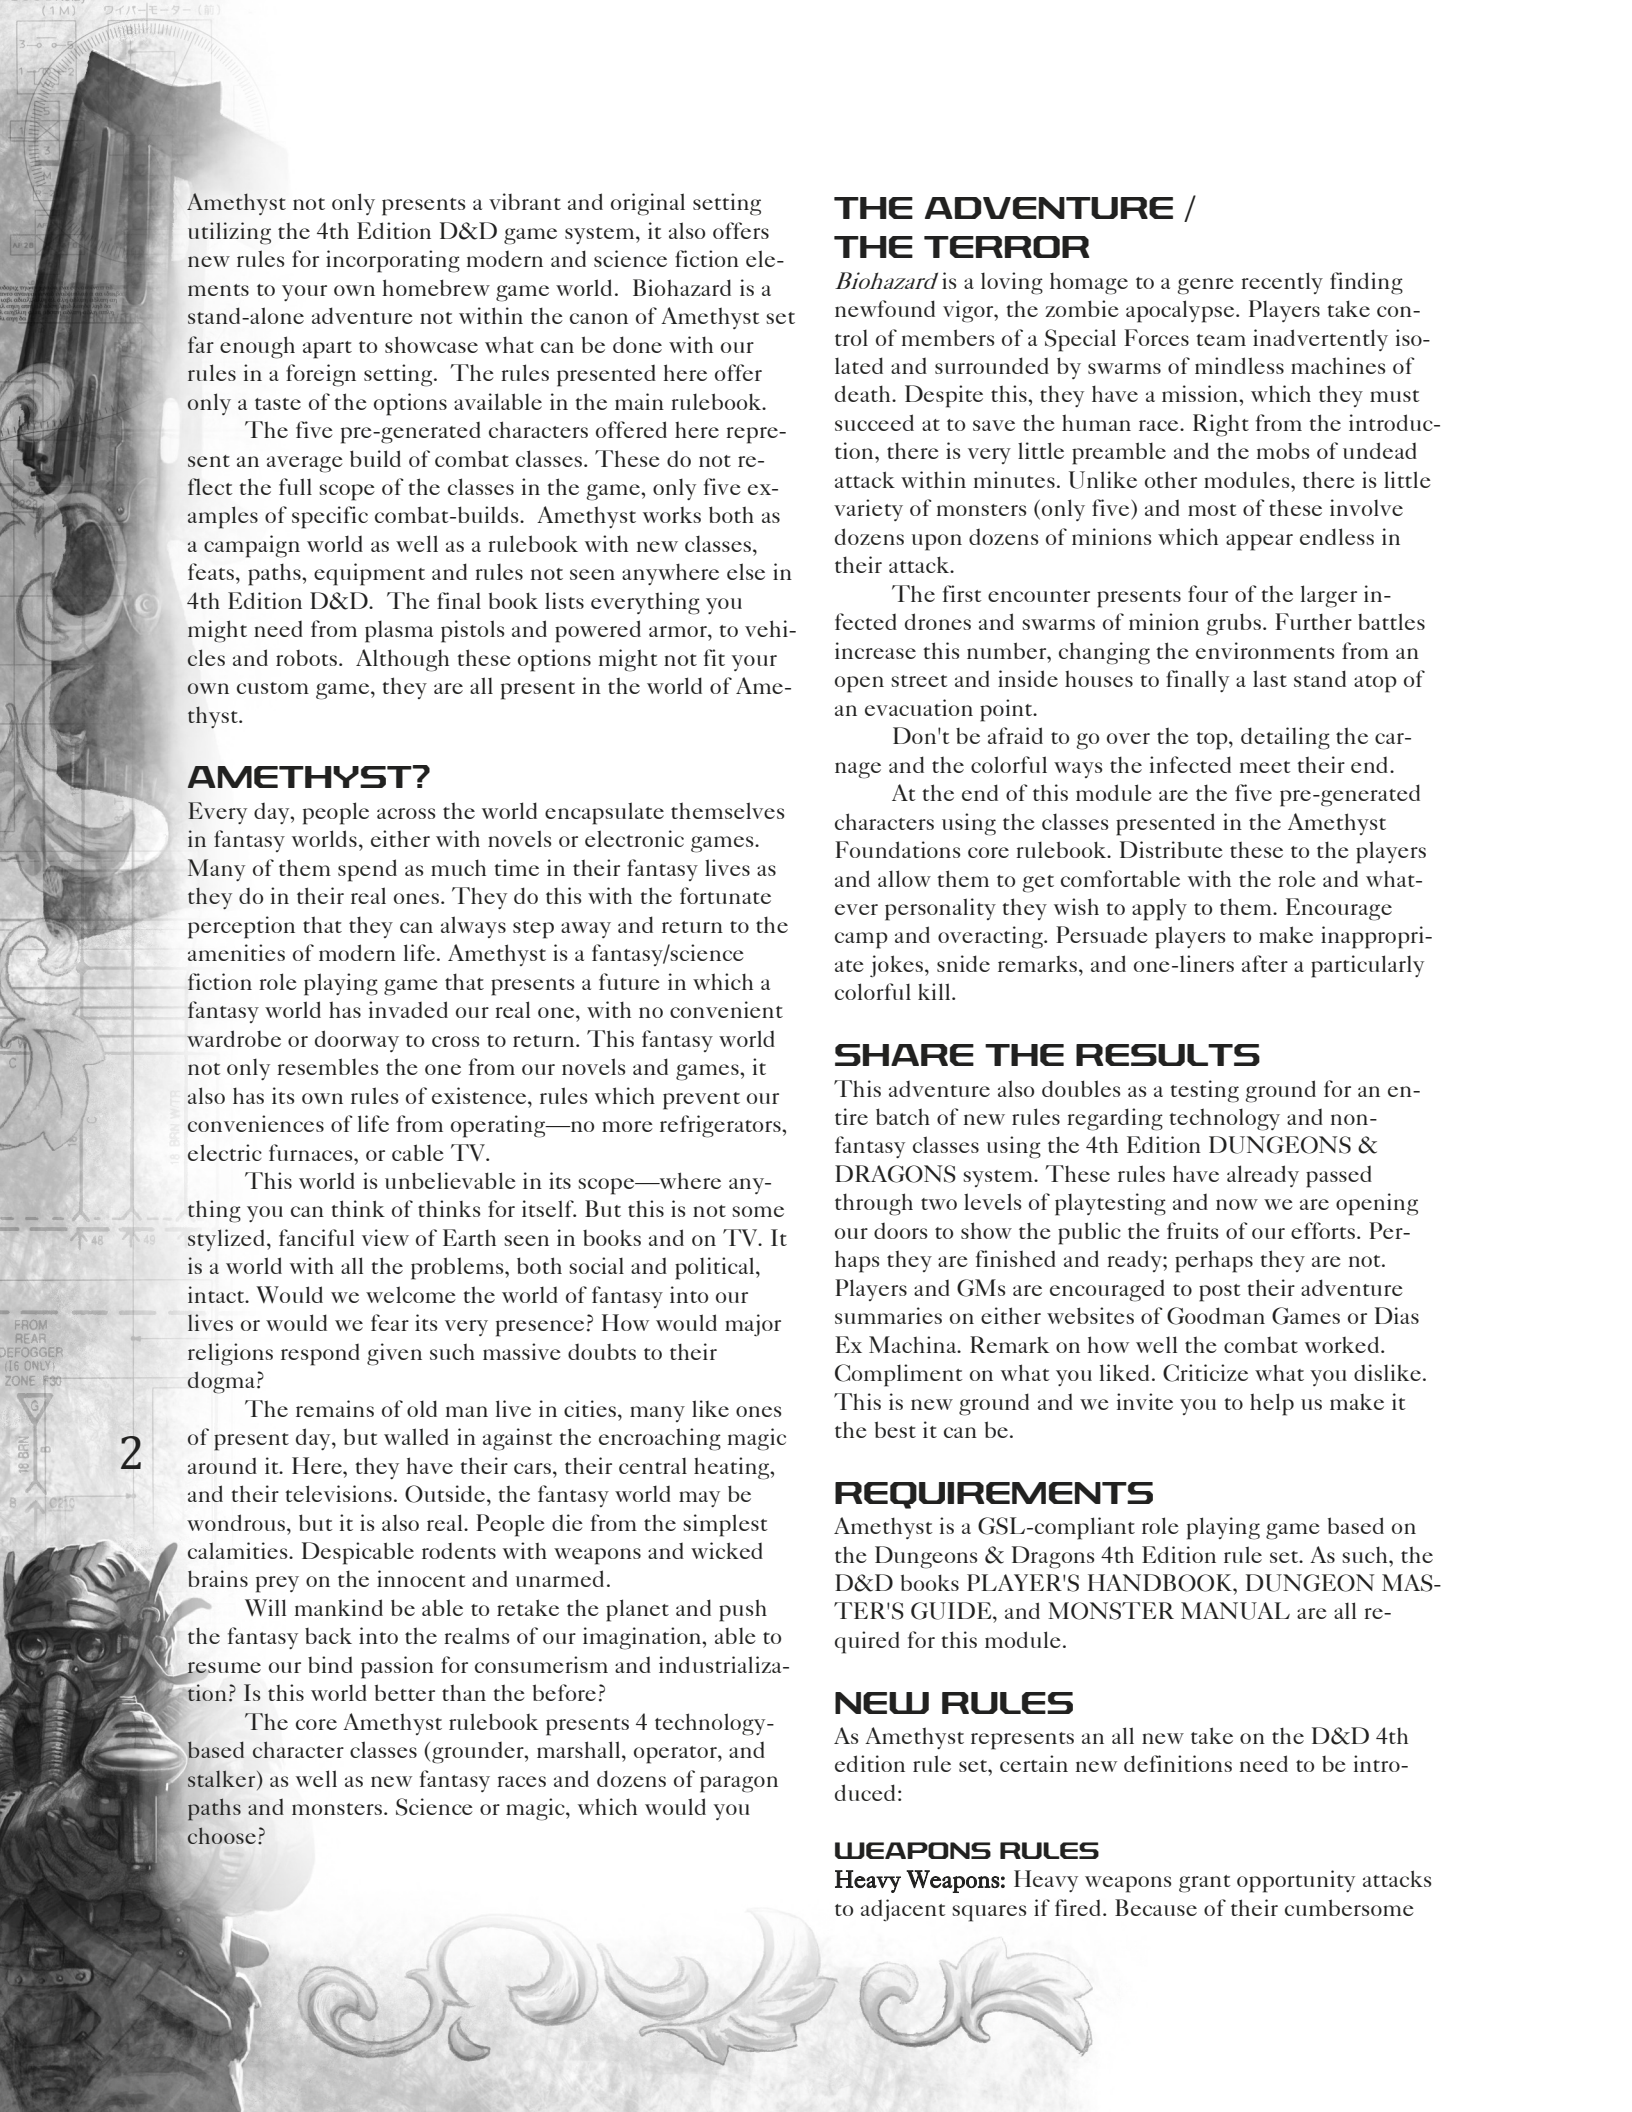 (1M) ワイパーモーター (前)
Amethyst not only presents a vibrant and original setting
utilizing the 4th Edition D&D game system, it also offers
new rules for incorporating modern and science fiction ele-
ments to your own homebrew game world.  Biohazard is a
stand-alone adventure not within the canon of Amethyst set
far enough apart to showcase what can be done with our
rules in a foreign setting.  The rules presented here offer
only a taste of the options available in the main rulebook.
The five pre-generated characters offered here repre-
sent an average build of combat classes. These do not re-
flect the full scope of the classes in the game, only five ex-
amples of specific combat-builds.  Amethyst works both as
a campaign world as well as a rulebook with new classes,
feats, paths, equipment and rules not seen anywhere else in
4th Edition D&D.  The final book lists everything you
might need from plasma pistols and powered armor, to vehi-
cles and robots.  Although these options might not fit your
own custom game, they are all present in the world of Ame-
thyst.
AMETHYST?
Every day, people across the world encapsulate themselves
in fantasy worlds, either with novels or electronic games.
Many of them spend as much time in their fantasy lives as
they do in their real ones. They do this with the fortunate
perception that they can always step away and return to the
amenities of modern life. Amethyst is a fantasy/science
fiction role playing game that presents a future in which a
fantasy world has invaded our real one, with no convenient
wardrobe or doorway to cross to return. This fantasy world
not only resembles the one from our novels and games, it
also has its own rules of existence, rules which prevent our
conveniences of life from operating—no more refrigerators,
electric furnaces, or cable TV.
This world is unbelievable in its scope—where any-
thing you can think of thinks for itself. But this is not some
stylized, fanciful view of Earth seen in books and on TV. It
is a world with all the problems, both social and political,
intact. Would we welcome the world of fantasy into our
lives or would we fear its very presence? How would major
religions respond given such massive doubts to their
dogma?
The remains of old man live in cities, many like ones
of present day, but walled in against the encroaching magic
around it. Here, they have their cars, their central heating,
and their televisions. Outside, the fantasy world may be
wondrous, but it is also real. People die from the simplest
calamities. Despicable rodents with weapons and wicked
brains prey on the innocent and unarmed.
Will mankind be able to retake the planet and push
the fantasy back into the realms of our imagination, able to
resume our bind passion for consumerism and industrializa-
tion? Is this world better than the before?
The core Amethyst rulebook presents 4 technology-
based character classes (grounder, marshall, operator, and
stalker) as well as new fantasy races and dozens of paragon
paths and monsters. Science or magic, which would you
choose?
48 49
FROM
REAR
DEFOGGER
(I6 ONLY)
ZONE F30
G
18 BRN
8
2
THE ADVENTURE /
THE TERROR
Biohazard is a loving homage to a genre recently finding
newfound vigor, the zombie apocalypse. Players take con-
trol of members of a Special Forces team inadvertently iso-
lated and surrounded by swarms of mindless machines of
death. Despite this, they have a mission, which they must
succeed at to save the human race. Right from the introduc-
tion, there is very little preamble and the mobs of undead
attack within minutes. Unlike other modules, there is little
variety of monsters (only five) and most of these involve
dozens upon dozens of minions which appear endless in
their attack.
The first encounter presents four of the larger in-
fected drones and swarms of minion grubs. Further battles
increase this number, changing the environments from an
open street and inside houses to finally a last stand atop of
an evacuation point.
Don't be afraid to go over the top, detailing the car-
nage and the colorful ways the infected meet their end.
At the end of this module are the five pre-generated
characters using the classes presented in the Amethyst
Foundations core rulebook. Distribute these to the players
and allow them to get comfortable with the role and what-
ever personality they wish to apply to them. Encourage
camp and overacting. Persuade players to make inappropri-
ate jokes, snide remarks, and one-liners after a particularly
colorful kill.
SHARE THE RESULTS
This adventure also doubles as a testing ground for an en-
tire batch of new rules regarding technology and non-
fantasy classes using the 4th Edition DUNGEONS &
DRAGONS system. These rules have already passed
through two levels of playtesting and now we are opening
our doors to show the public the fruits of our efforts. Per-
haps they are finished and ready; perhaps they are not.
Players and GMs are encouraged to post their adventure
summaries on either websites of Goodman Games or Dias
Ex Machina. Remark on how well the combat worked.
Compliment on what you liked. Criticize what you dislike.
This is new ground and we invite you to help us make it
the best it can be.
REQUIREMENTS
Amethyst is a GSL-compliant role playing game based on
the Dungeons & Dragons 4th Edition rule set. As such, the
D&D books PLAYER'S HANDBOOK, DUNGEON MAS-
TER'S GUIDE, and MONSTER MANUAL are all re-
quired for this module.
NEW RULES
As Amethyst represents an all new take on the D&D 4th
edition rule set, certain new definitions need to be intro-
duced:
WEAPONS RULES
Heavy Weapons: Heavy weapons grant opportunity attacks
to adjacent squares if fired. Because of their cumbersome